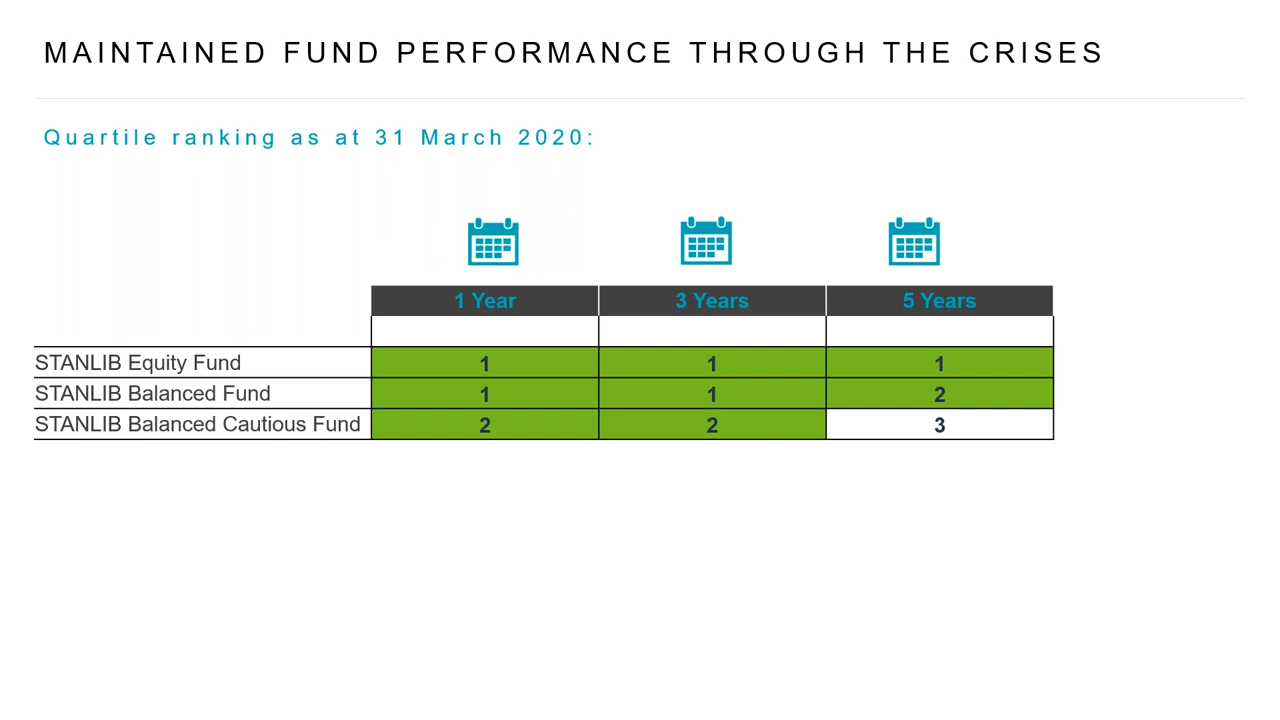 MAINTAINED FUND PERFORMANCE THROUGH THE CRISES
Quartile ranking as at 31 March 2020:
1 Year 3 Years 5 Years
STANLIB Equity Fund 1 1 1
STANLIB Balanced Fund 1 1 2
STANLIB Balanced Cautious Fund 2 2 3